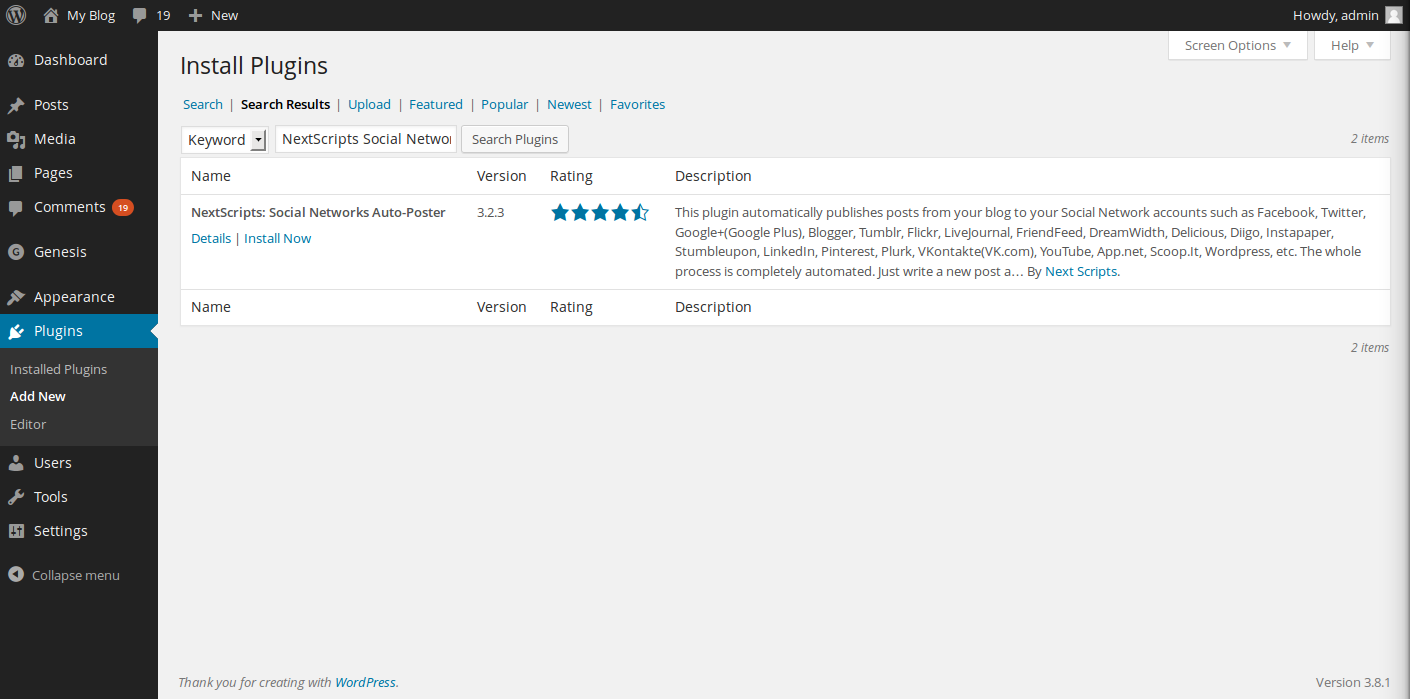 My Blog 19 New Howdy, admin
Dashboard
Posts
Media
Pages
Comments 19
Genesis
Appearance
Plugins
Installed Plugins
Add New
Editor
Users
Tools
Settings
Collapse menu
Screen Options Help
Install Plugins
Search | Search Results | Upload | Featured | Popular | Newest | Favorites
Keyword NextScripts Social Networ Search Plugins 2 items
Name Version Rating Description
NextScripts: Social Networks Auto-Poster 3.2.3
Details | Install Now
This plugin automatically publishes posts from your blog to your Social Network accounts such as Facebook, Twitter,
Google+(Google Plus), Blogger, Tumblr, Flickr, LiveJournal, FriendFeed, DreamWidth, Delicious, Diigo, Instapaper,
Stumbleupon, LinkedIn, Pinterest, Plurk, VKontakte(VK.com), YouTube, App.net, Scoop.It, Wordpress, etc. The whole
process is completely automated. Just write a new post a… By Next Scripts.
Name Version Rating Description
2 items
Thank you for creating with WordPress. Version 3.8.1